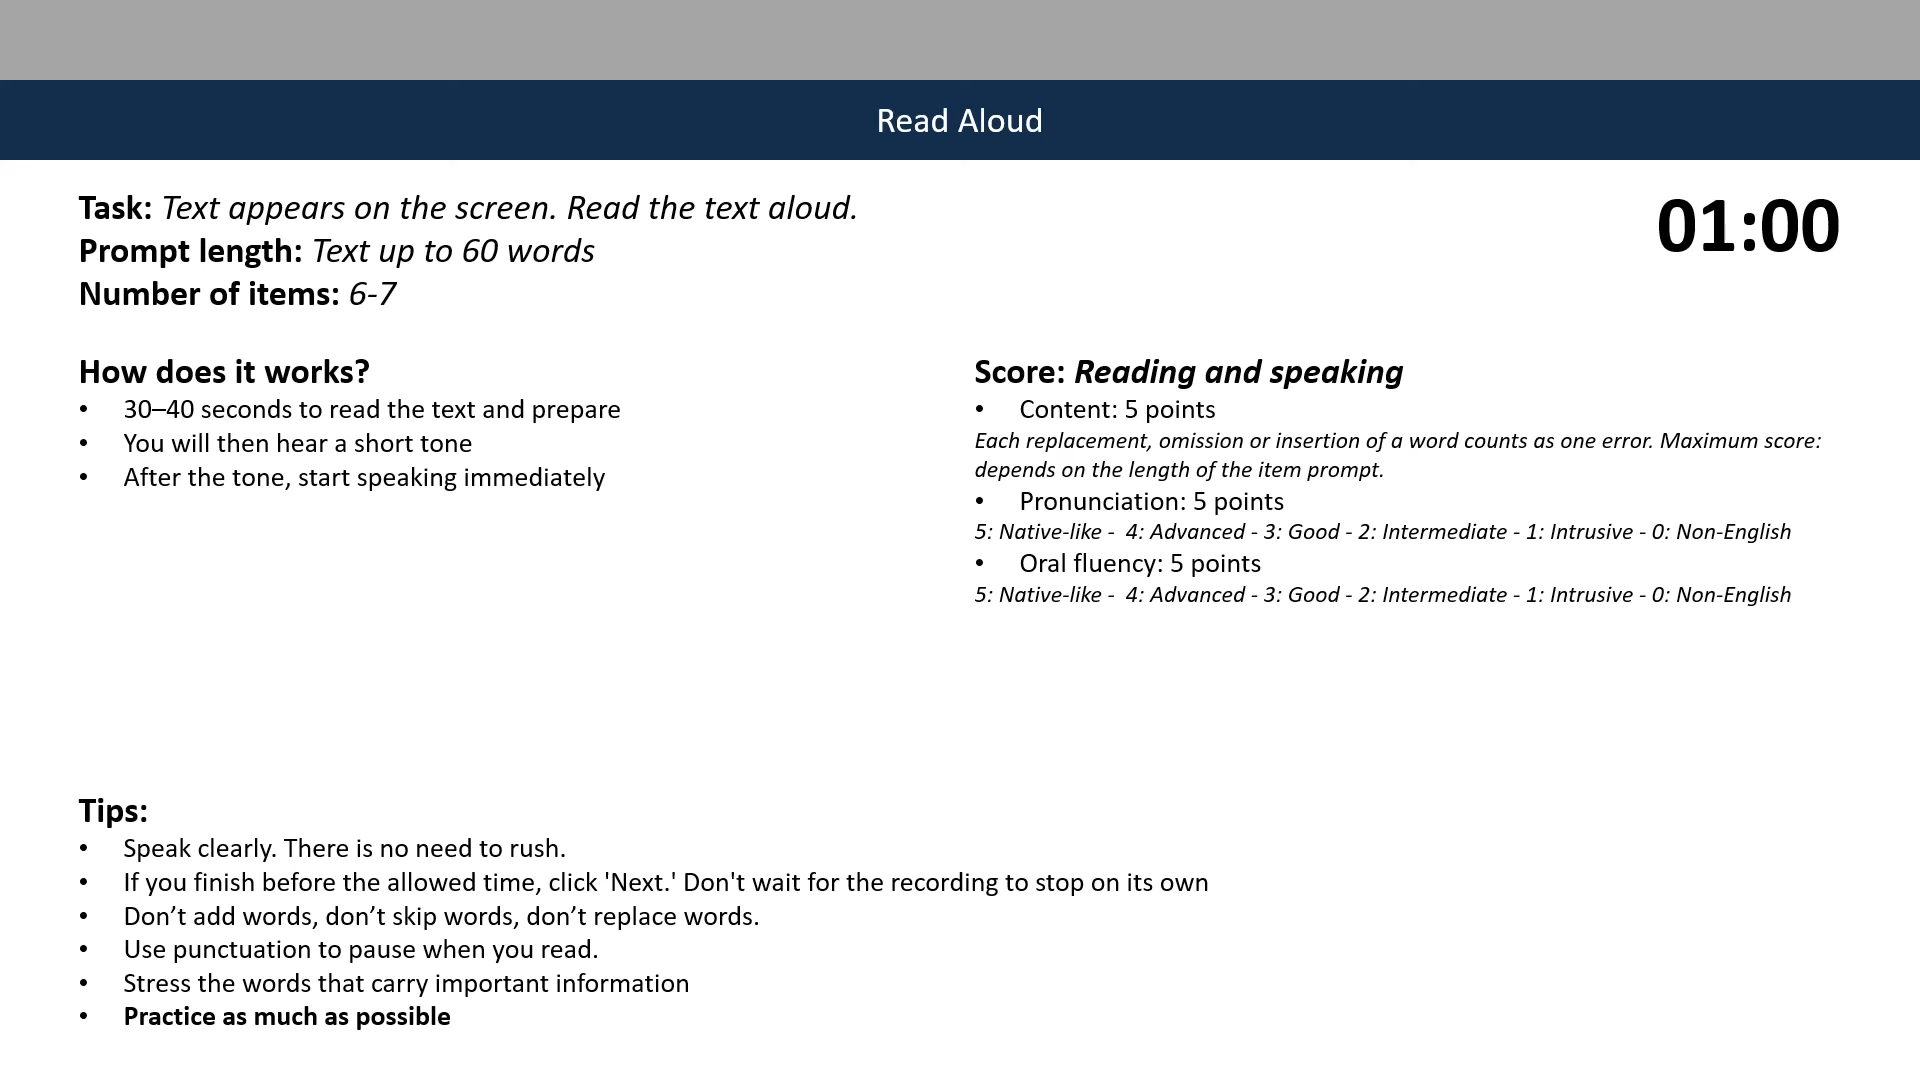 Read Aloud
Task: Text appears on the screen. Read the text aloud.
Prompt length: Text up to 60 words
Number of items: 6-7
01:00
How does it works?
• 30–40 seconds to read the text and prepare
• You will then hear a short tone
• After the tone, start speaking immediately
Score: Reading and speaking
• Content: 5 points
Each replacement, omission or insertion of a word counts as one error. Maximum score:
depends on the length of the item prompt.
• Pronunciation: 5 points
5: Native-like -  4: Advanced - 3: Good - 2: Intermediate - 1: Intrusive - 0: Non-English
• Oral fluency: 5 points
5: Native-like -  4: Advanced - 3: Good - 2: Intermediate - 1: Intrusive - 0: Non-English
Tips:
• Speak clearly. There is no need to rush.
• If you finish before the allowed time, click 'Next.' Don't wait for the recording to stop on its own
• Don’t add words, don’t skip words, don’t replace words.
• Use punctuation to pause when you read.
• Stress the words that carry important information
• Practice as much as possible